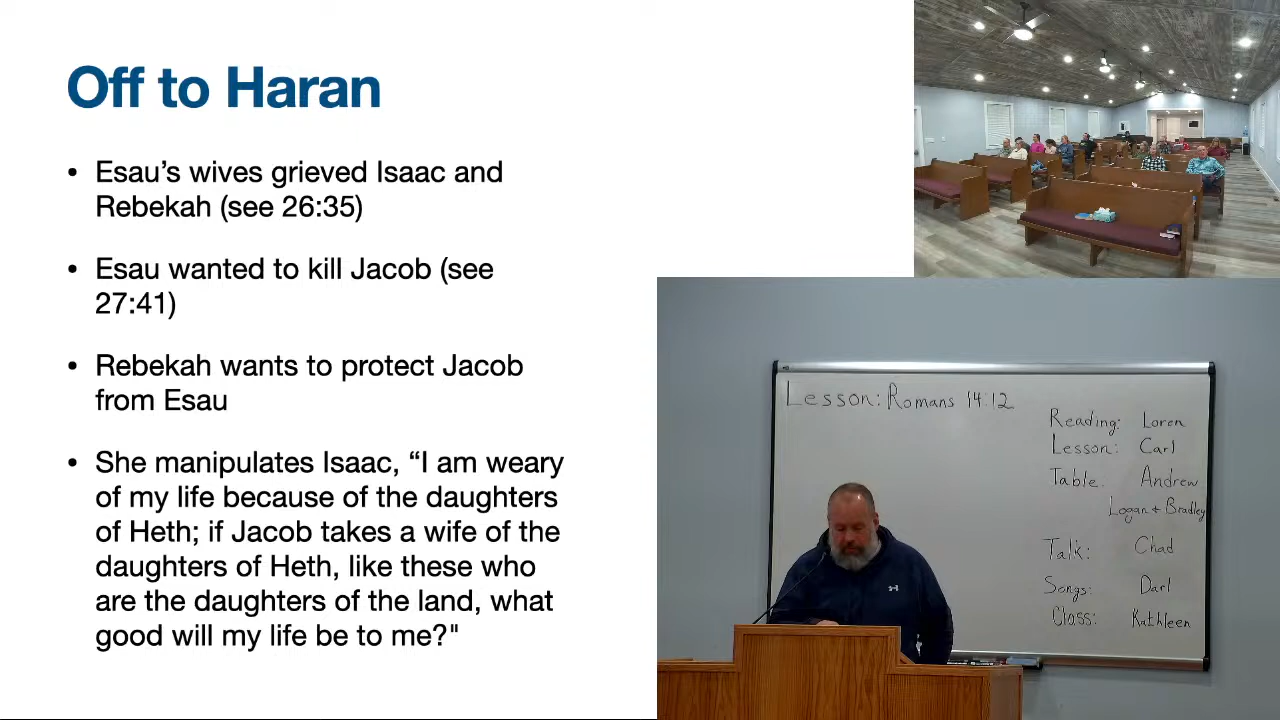 Off to Haran
• Esau’s wives grieved Isaac and
Rebekah (see 26:35)
• Esau wanted to kill Jacob (see
27:41)
• Rebekah wants to protect Jacob
from Esau
• She manipulates Isaac, “I am weary
of my life because of the daughters
of Heth; if Jacob takes a wife of the
daughters of Heth, like these who
are the daughters of the land, what
good will my life be to me?"
Lesson: Romans 14:12
Reading: Loren
Lesson: Carl
Table: Andrew
Logan + Bradley
Talk: Chad
Songs: Darl
Class: Kathleen